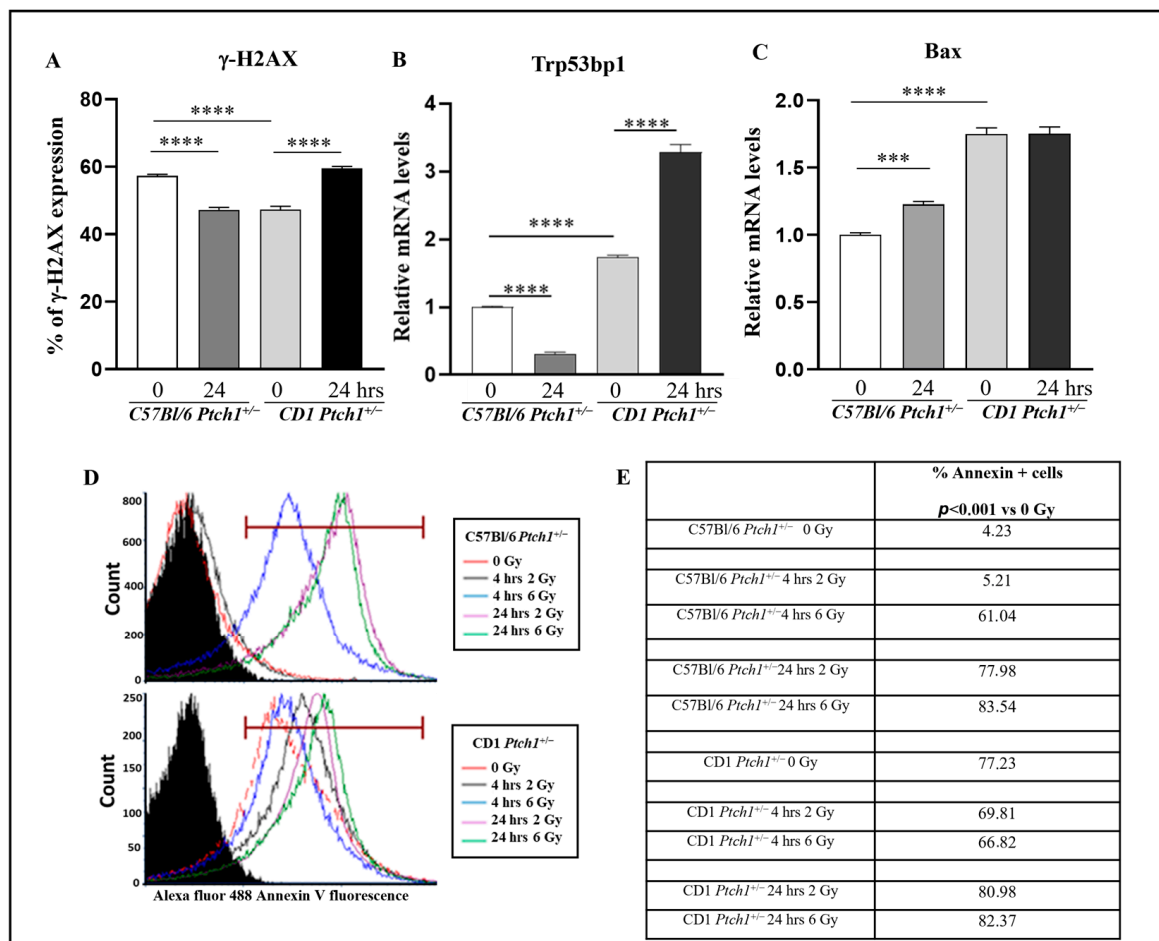 A
γ-H2AX
% of γ-H2AX expression
80
60
40
20
0
****
****
****
0 24 0 24 hrs
C57Bl/6 Ptch1+/− CD1 Ptch1+/−
B
Trp53bp1
Relative mRNA levels
4
3
2
1
0
****
****
****
0 24 0 24 hrs
C57Bl/6 Ptch1+/− CD1 Ptch1+/−
C
Bax
Relative mRNA levels
2.0
1.5
1.0
0.5
0.0
****
***
0 24 0 24 hrs
C57Bl/6 Ptch1+/− CD1 Ptch1+/−
D
Count
800
600
400
200
0
C57Bl/6 Ptch1+/−
0 Gy
4 hrs 2 Gy
4 hrs 6 Gy
24 hrs 2 Gy
24 hrs 6 Gy
Count
250
200
150
100
50
0
Alexa fluor 488 Annexin V fluorescence
CD1 Ptch1+/−
0 Gy
4 hrs 2 Gy
4 hrs 6 Gy
24 hrs 2 Gy
24 hrs 6 Gy
E
% Annexin + cells
p<0.001 vs 0 Gy
C57Bl/6 Ptch1+/− 0 Gy 4.23
C57Bl/6 Ptch1+/− 4 hrs 2 Gy 5.21
C57Bl/6 Ptch1+/− 4 hrs 6 Gy 61.04
C57Bl/6 Ptch1+/− 24 hrs 2 Gy 77.98
C57Bl/6 Ptch1+/− 24 hrs 6 Gy 83.54
CD1 Ptch1+/− 0 Gy 77.23
CD1 Ptch1+/− 4 hrs 2 Gy 69.81
CD1 Ptch1+/− 4 hrs 6 Gy 66.82
CD1 Ptch1+/− 24 hrs 2 Gy 80.98
CD1 Ptch1+/− 24 hrs 6 Gy 82.37